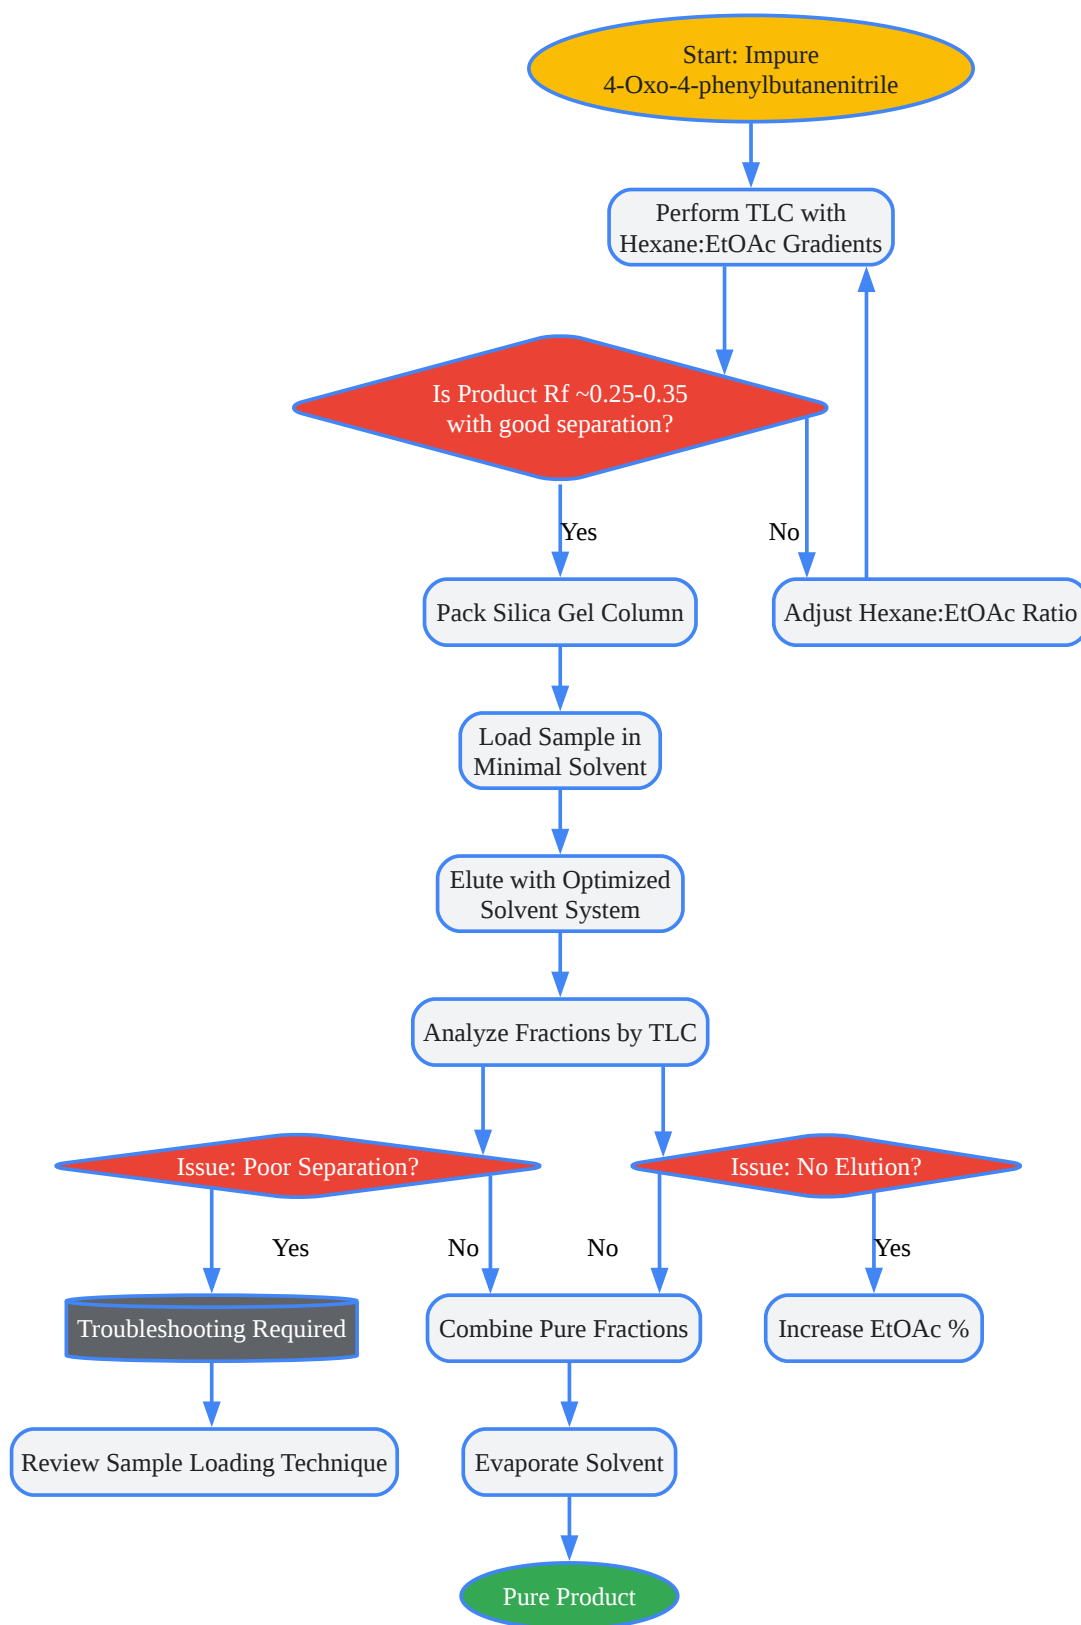 Start: Impure
4-Oxo-4-phenylbutanenitrile
Perform TLC with
Hexane:EtOAc Gradients
Is Product Rf ~0.25-0.35
with good separation?
Yes
No
Pack Silica Gel Column
Adjust Hexane:EtOAc Ratio
Load Sample in
Minimal Solvent
Elute with Optimized
Solvent System
Analyze Fractions by TLC
Issue: Poor Separation?
Issue: No Elution?
Yes
No
No
Yes
Troubleshooting Required
Combine Pure Fractions
Increase EtOAc %
Review Sample Loading Technique
Evaporate Solvent
Pure Product